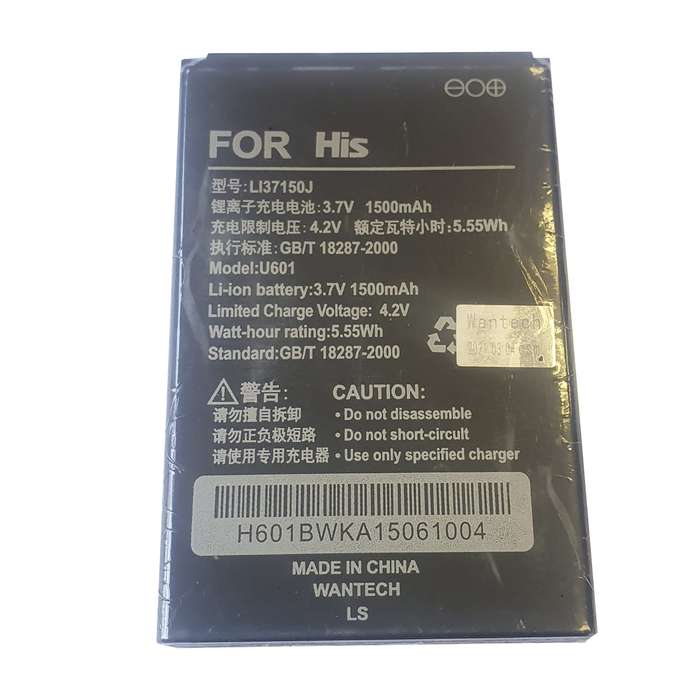 FOR His
型号:LI37150J
锂离子充电电池:3.7V 1500mAh
充电限制电压: 4.2V 额定瓦特小时:5.55Wh
执行标准:GB/T 18287-2000
Model:U601
Li-ion battery:3.7V 1500mAh
Limited Charge Voltage: 4.2V
Watt-hour rating:5.55Wh
Standard:GB/T 18287-2000
Wantech
⚠警告: CAUTION:
请勿擅自拆卸 • Do not disassemble
请勿正负极短路 • Do not short-circuit
请使用专用充电器 • Use only specified charger
H601BWKA15061004
MADE IN CHINA
WANTECH
LS